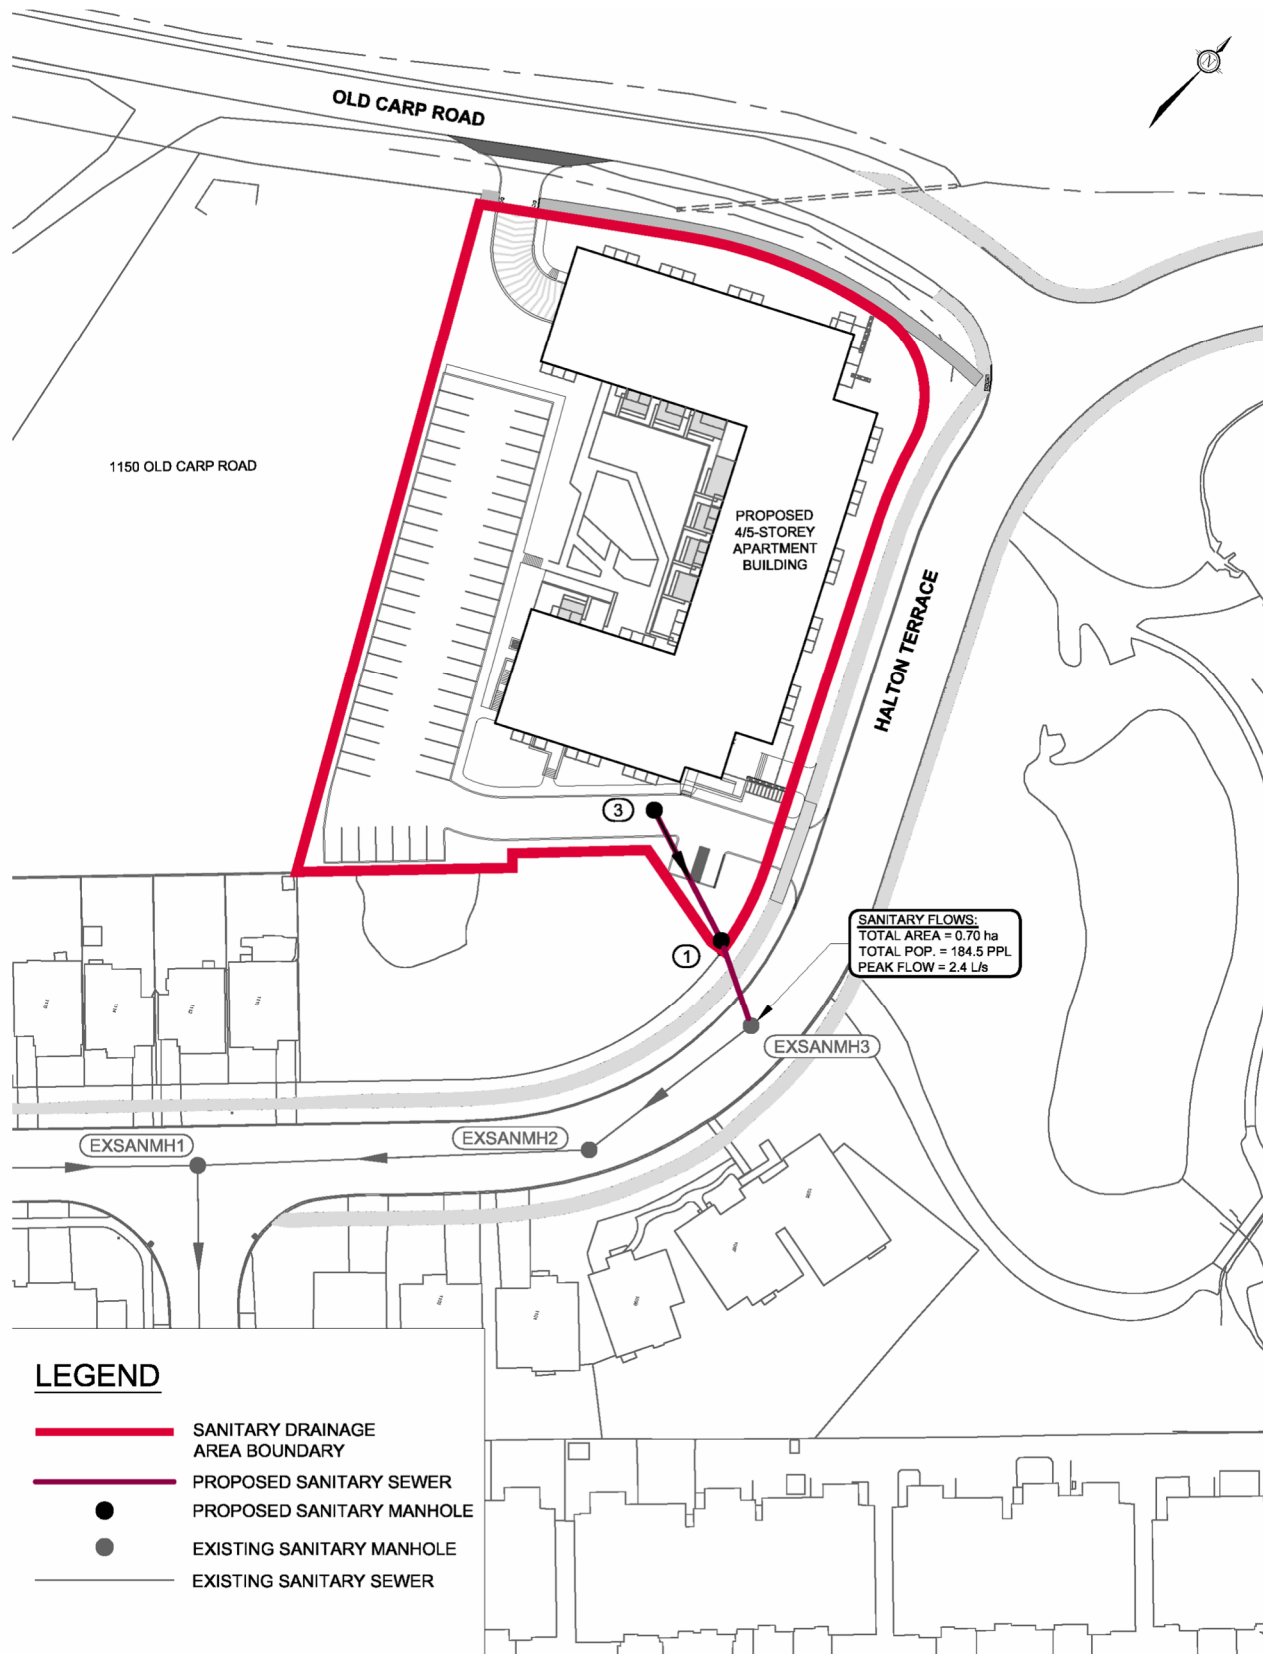 OLD CARP ROAD
N
1150 OLD CARP ROAD
PROPOSED
4/5-STOREY
APARTMENT
BUILDING
HALTON TERRACE
3
1
SANITARY FLOWS:
TOTAL AREA = 0.70 ha
TOTAL POP. = 184.5 PPL
PEAK FLOW = 2.4 L/s
EXSANMH3
EXSANMH2
EXSANMH1
LEGEND
SANITARY DRAINAGE
AREA BOUNDARY
PROPOSED SANITARY SEWER
PROPOSED SANITARY MANHOLE
EXISTING SANITARY MANHOLE
EXISTING SANITARY SEWER